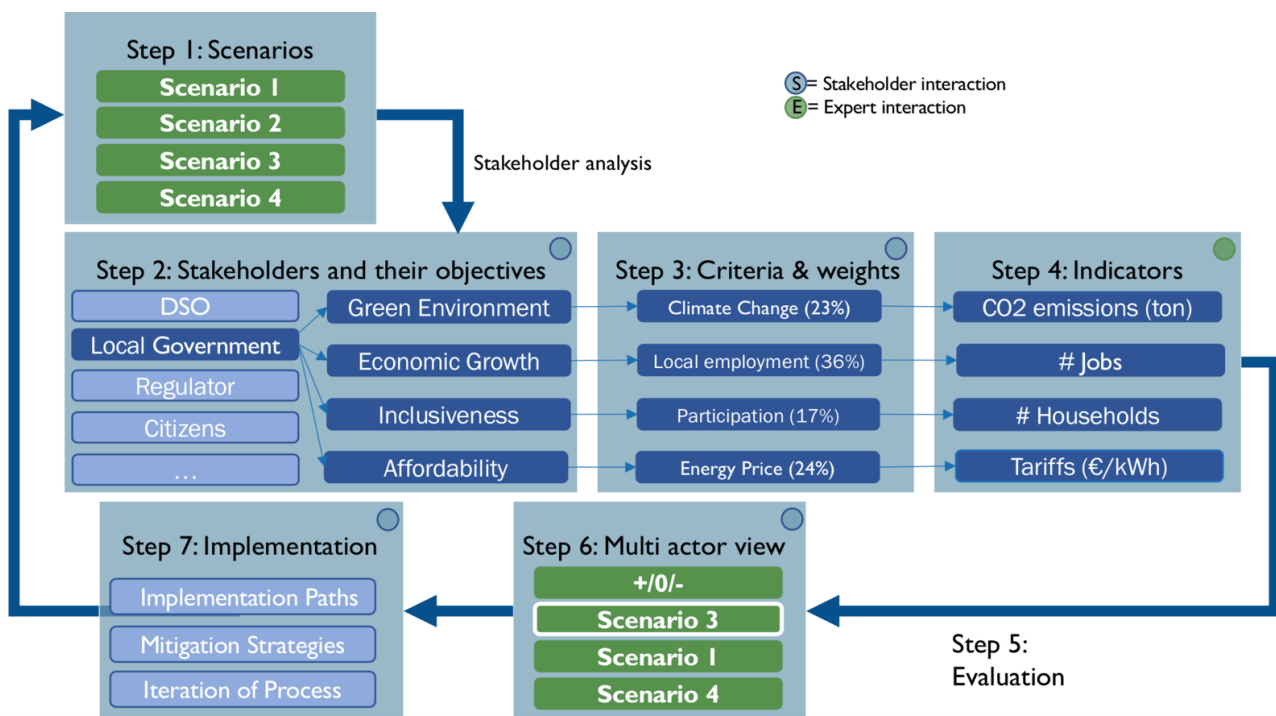 Step 1: Scenarios
Scenario 1
Scenario 2
Scenario 3
Scenario 4
S = Stakeholder interaction
E = Expert interaction
Stakeholder analysis
Step 2: Stakeholders and their objectives
DSO
Local Government
Regulator
Citizens
...
Green Environment
Economic Growth
Inclusiveness
Affordability
Step 3: Criteria & weights
Climate Change (23%)
Local employment (36%)
Participation (17%)
Energy Price (24%)
Step 4: Indicators
CO2 emissions (ton)
# Jobs
# Households
Tariffs (€/kWh)
Step 5:
Evaluation
Step 6: Multi actor view
+/0/-
Scenario 3
Scenario 1
Scenario 4
Step 7: Implementation
Implementation Paths
Mitigation Strategies
Iteration of Process